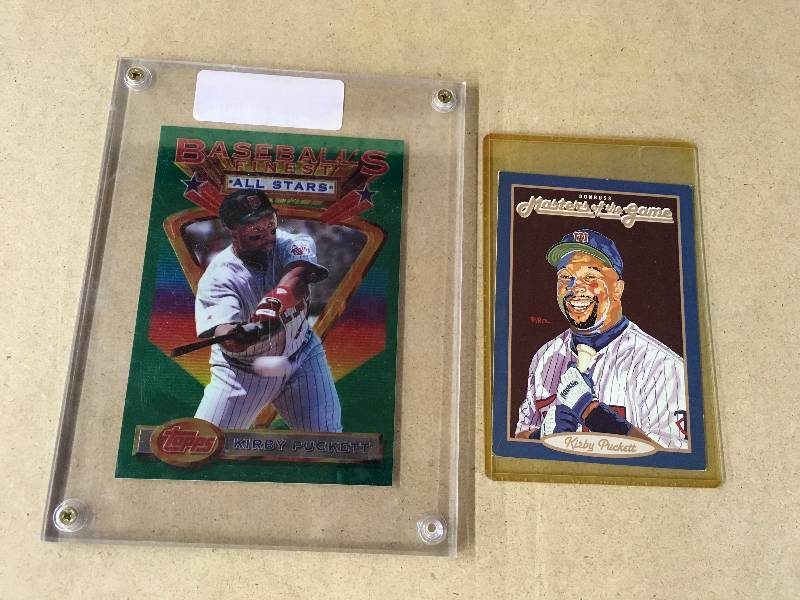 BASEBALL'S
FINEST
ALL STARS
Topps
KIRBY PUCKETT
DONRUSS
Masters of the Game
Kirby Puckett